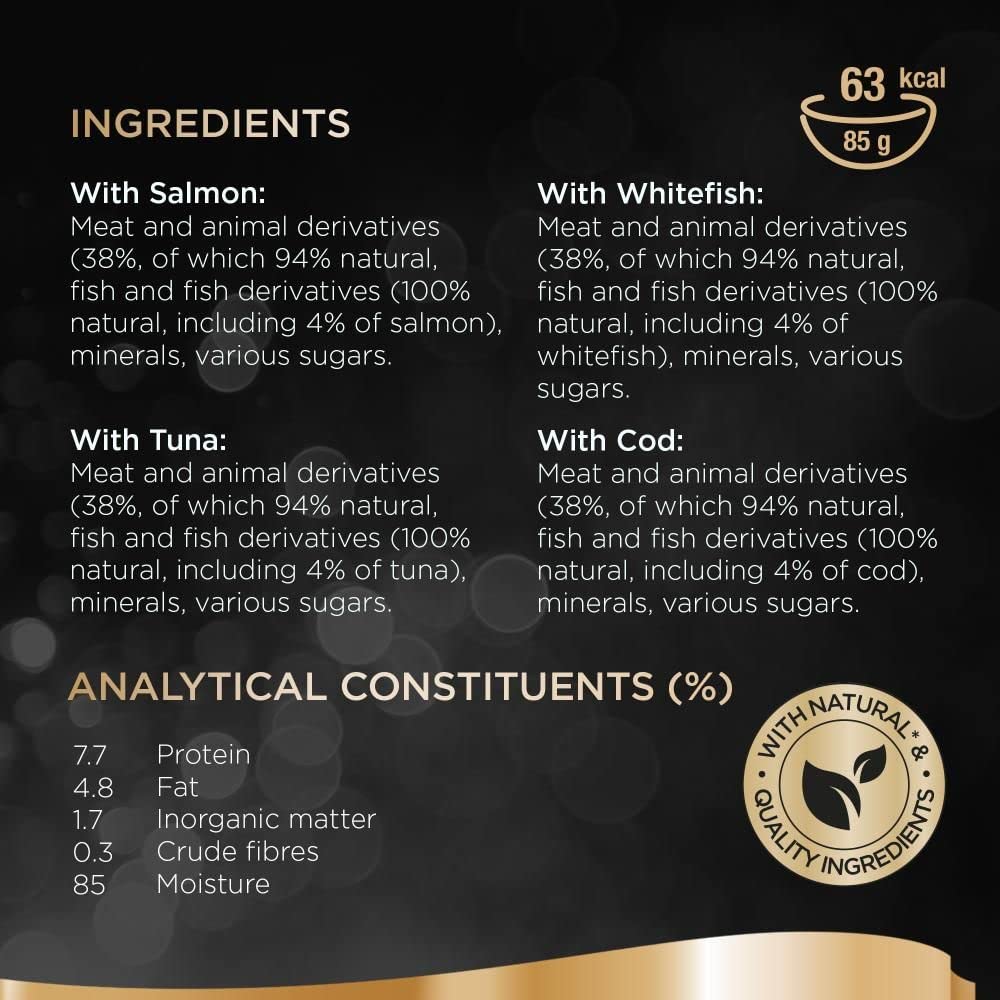 63 kcal
85 g
INGREDIENTS
With Salmon:
Meat and animal derivatives
(38%, of which 94% natural,
fish and fish derivatives (100%
natural, including 4% of salmon),
minerals, various sugars.
With Whitefish:
Meat and animal derivatives
(38%, of which 94% natural,
fish and fish derivatives (100%
natural, including 4% of
whitefish), minerals, various
sugars.
With Tuna:
Meat and animal derivatives
(38%, of which 94% natural,
fish and fish derivatives (100%
natural, including 4% of tuna),
minerals, various sugars.
With Cod:
Meat and animal derivatives
(38%, of which 94% natural,
fish and fish derivatives (100%
natural, including 4% of cod),
minerals, various sugars.
ANALYTICAL CONSTITUENTS (%)
7.7 Protein
4.8 Fat
1.7 Inorganic matter
0.3 Crude fibres
85 Moisture
• WITH NATURAL* & •
QUALITY INGREDIENTS